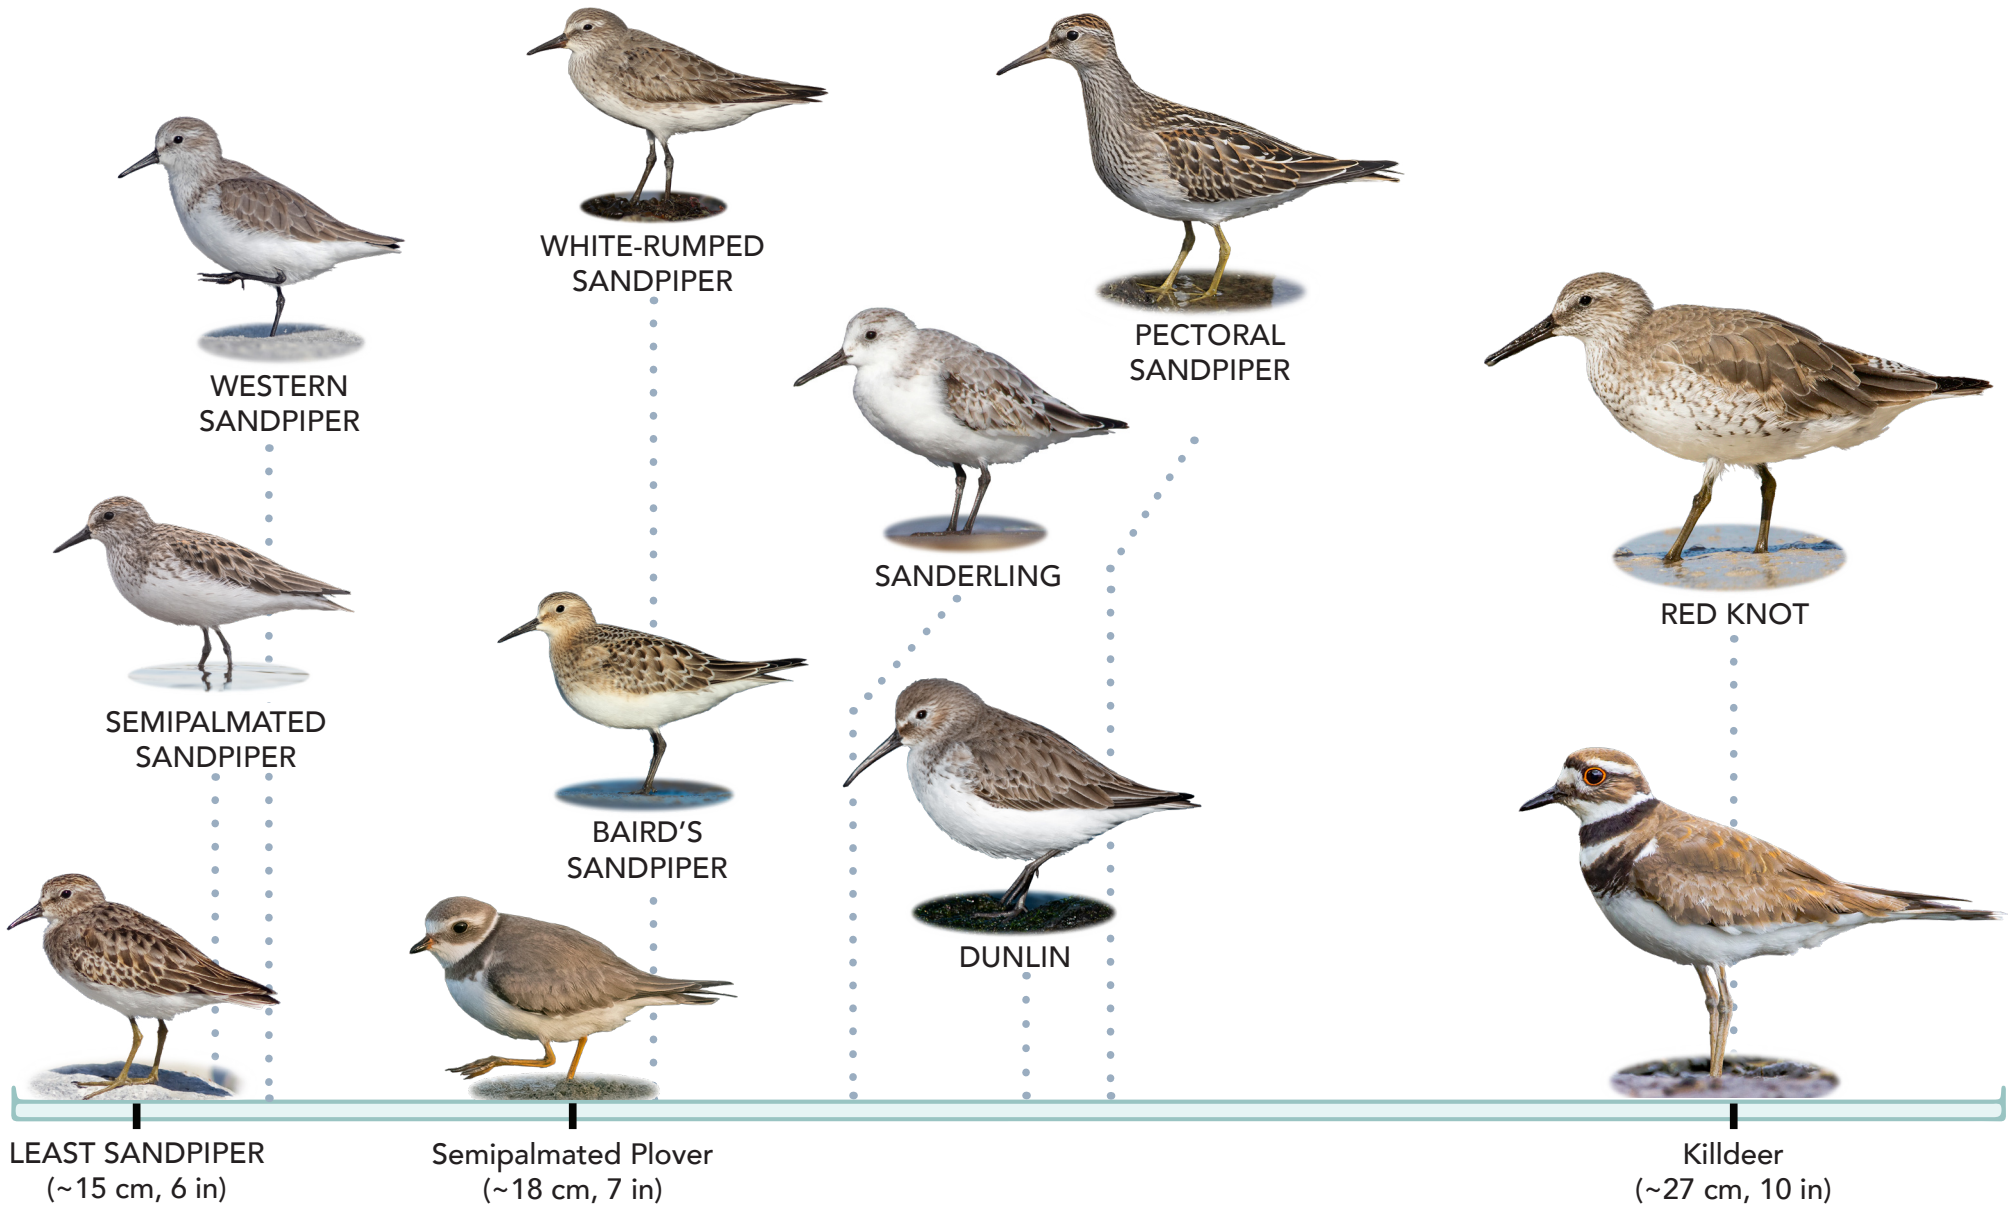 WHITE-RUMPED
SANDPIPER
PECTORAL
SANDPIPER
WESTERN
SANDPIPER
SANDERLING
RED KNOT
SEMIPALMATED
SANDPIPER
BAIRD'S
SANDPIPER
DUNLIN
LEAST SANDPIPER
(~15 cm, 6 in)
Semipalmated Plover
(~18 cm, 7 in)
Killdeer
(~27 cm, 10 in)